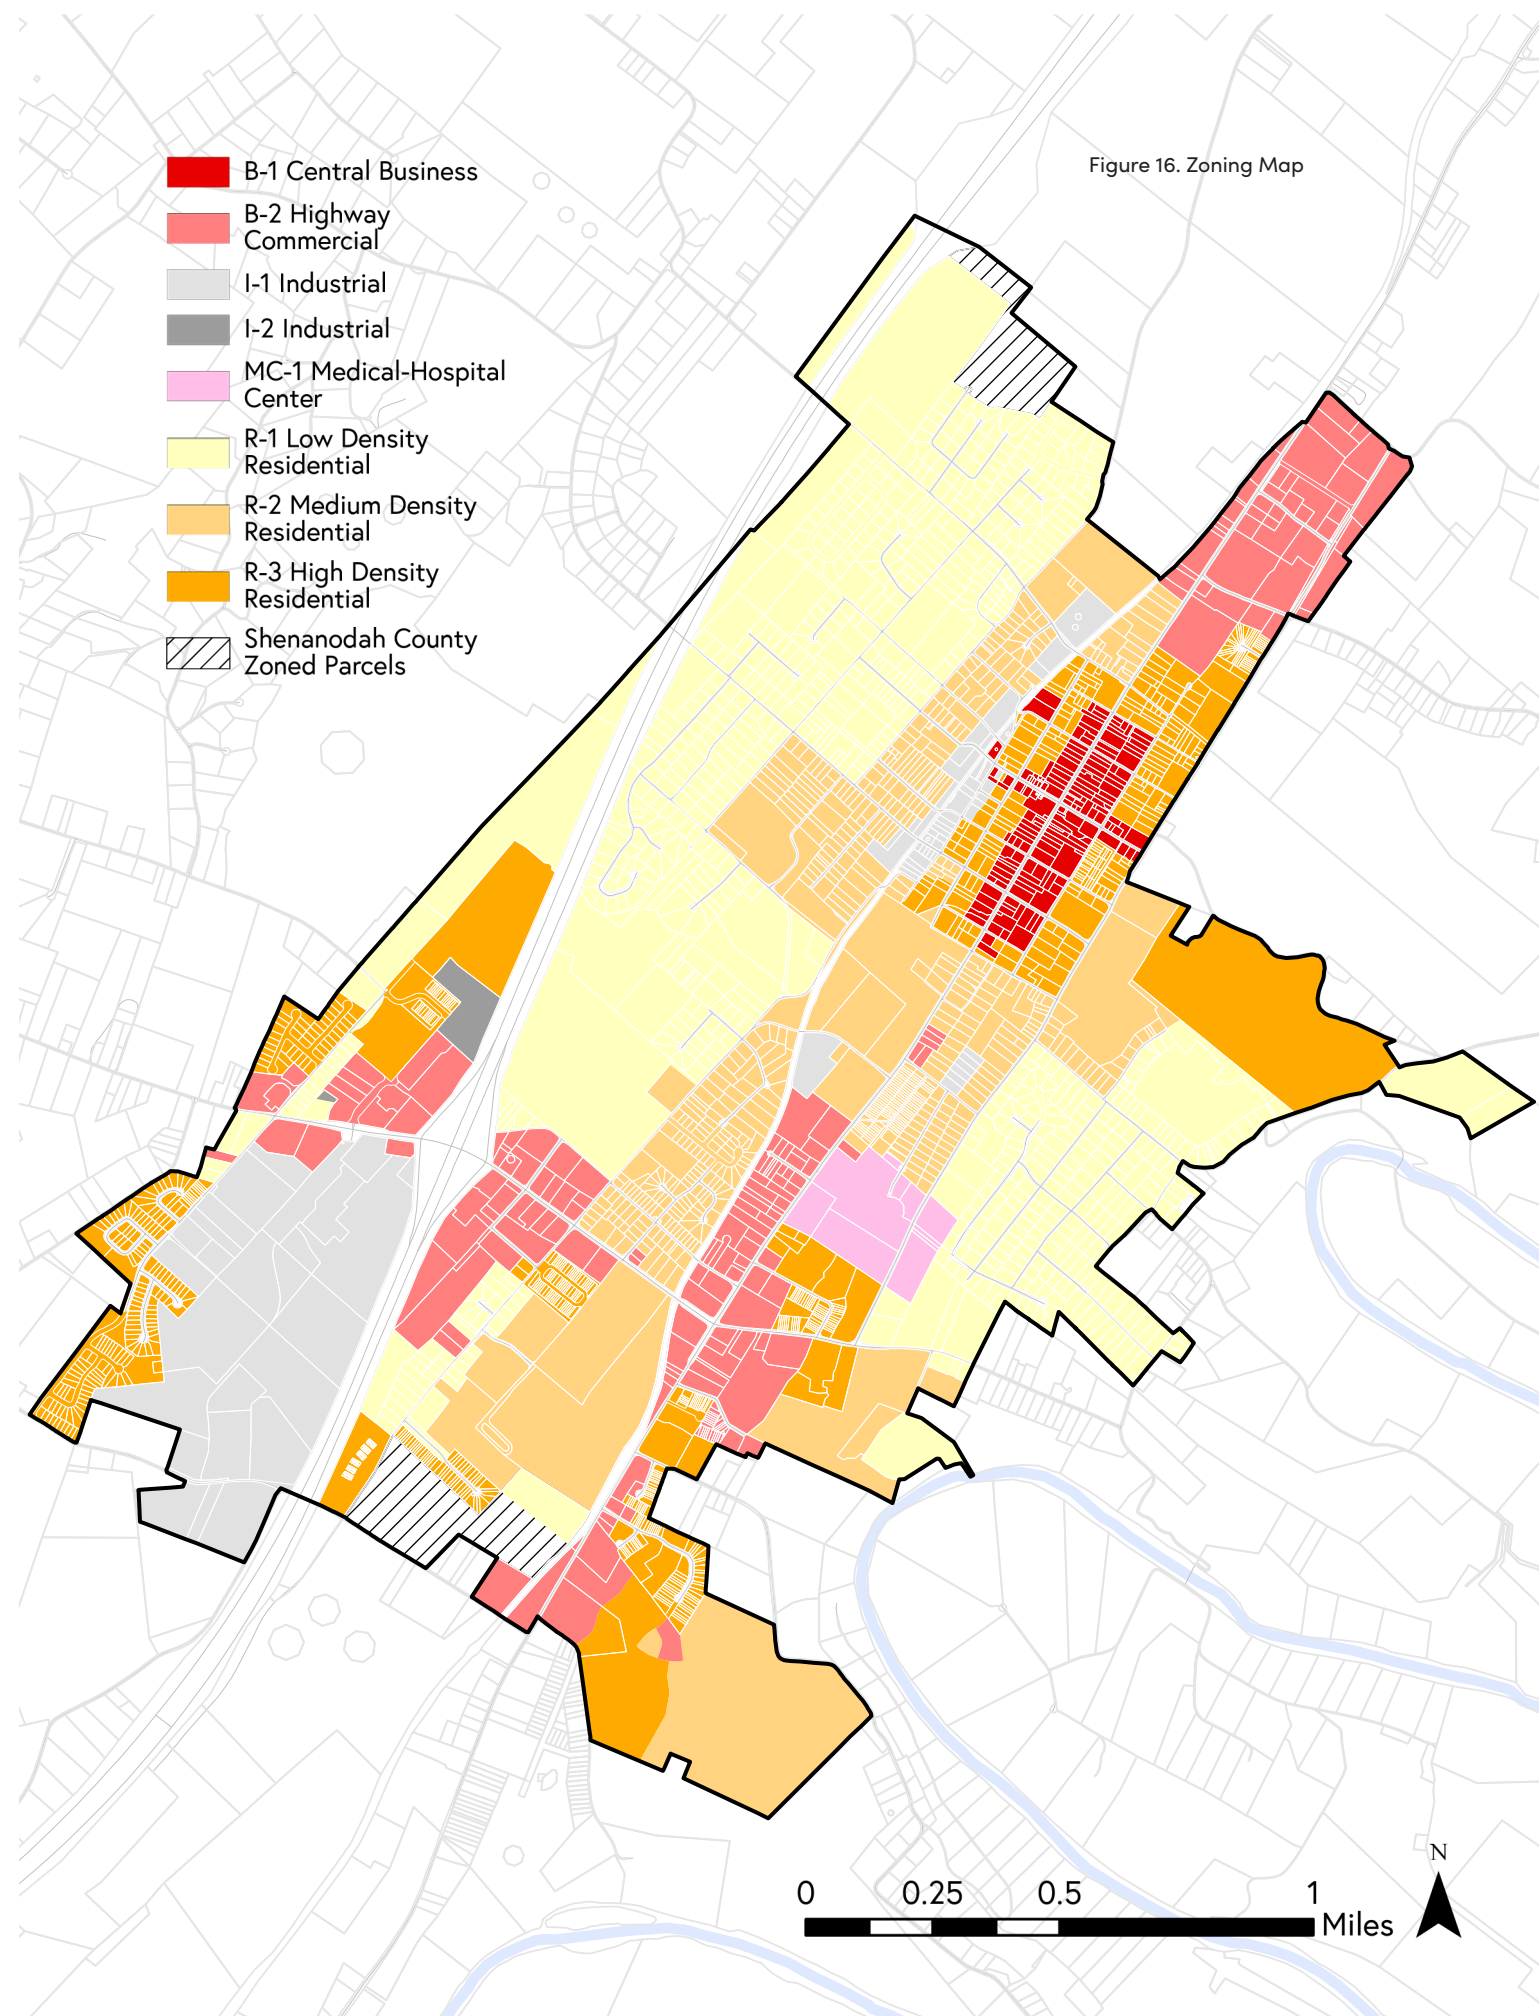 Figure 16. Zoning Map
B-1 Central Business
B-2 Highway
Commercial
I-1 Industrial
I-2 Industrial
MC-1 Medical-Hospital
Center
R-1 Low Density
Residential
R-2 Medium Density
Residential
R-3 High Density
Residential
Shenanodah County
Zoned Parcels
N
0 0.25 0.5 1
Miles